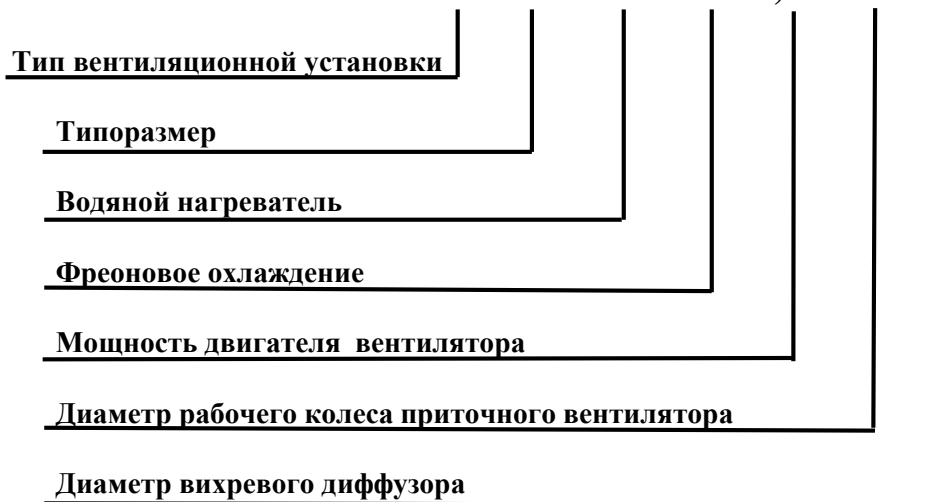 Тип вентиляционной установки
Типоразмер
Водяной нагреватель
Фреоновое охлаждение
Мощность двигателя вентилятора
Диаметр рабочего колеса приточного вентилятора
Диаметр вихревого диффузора